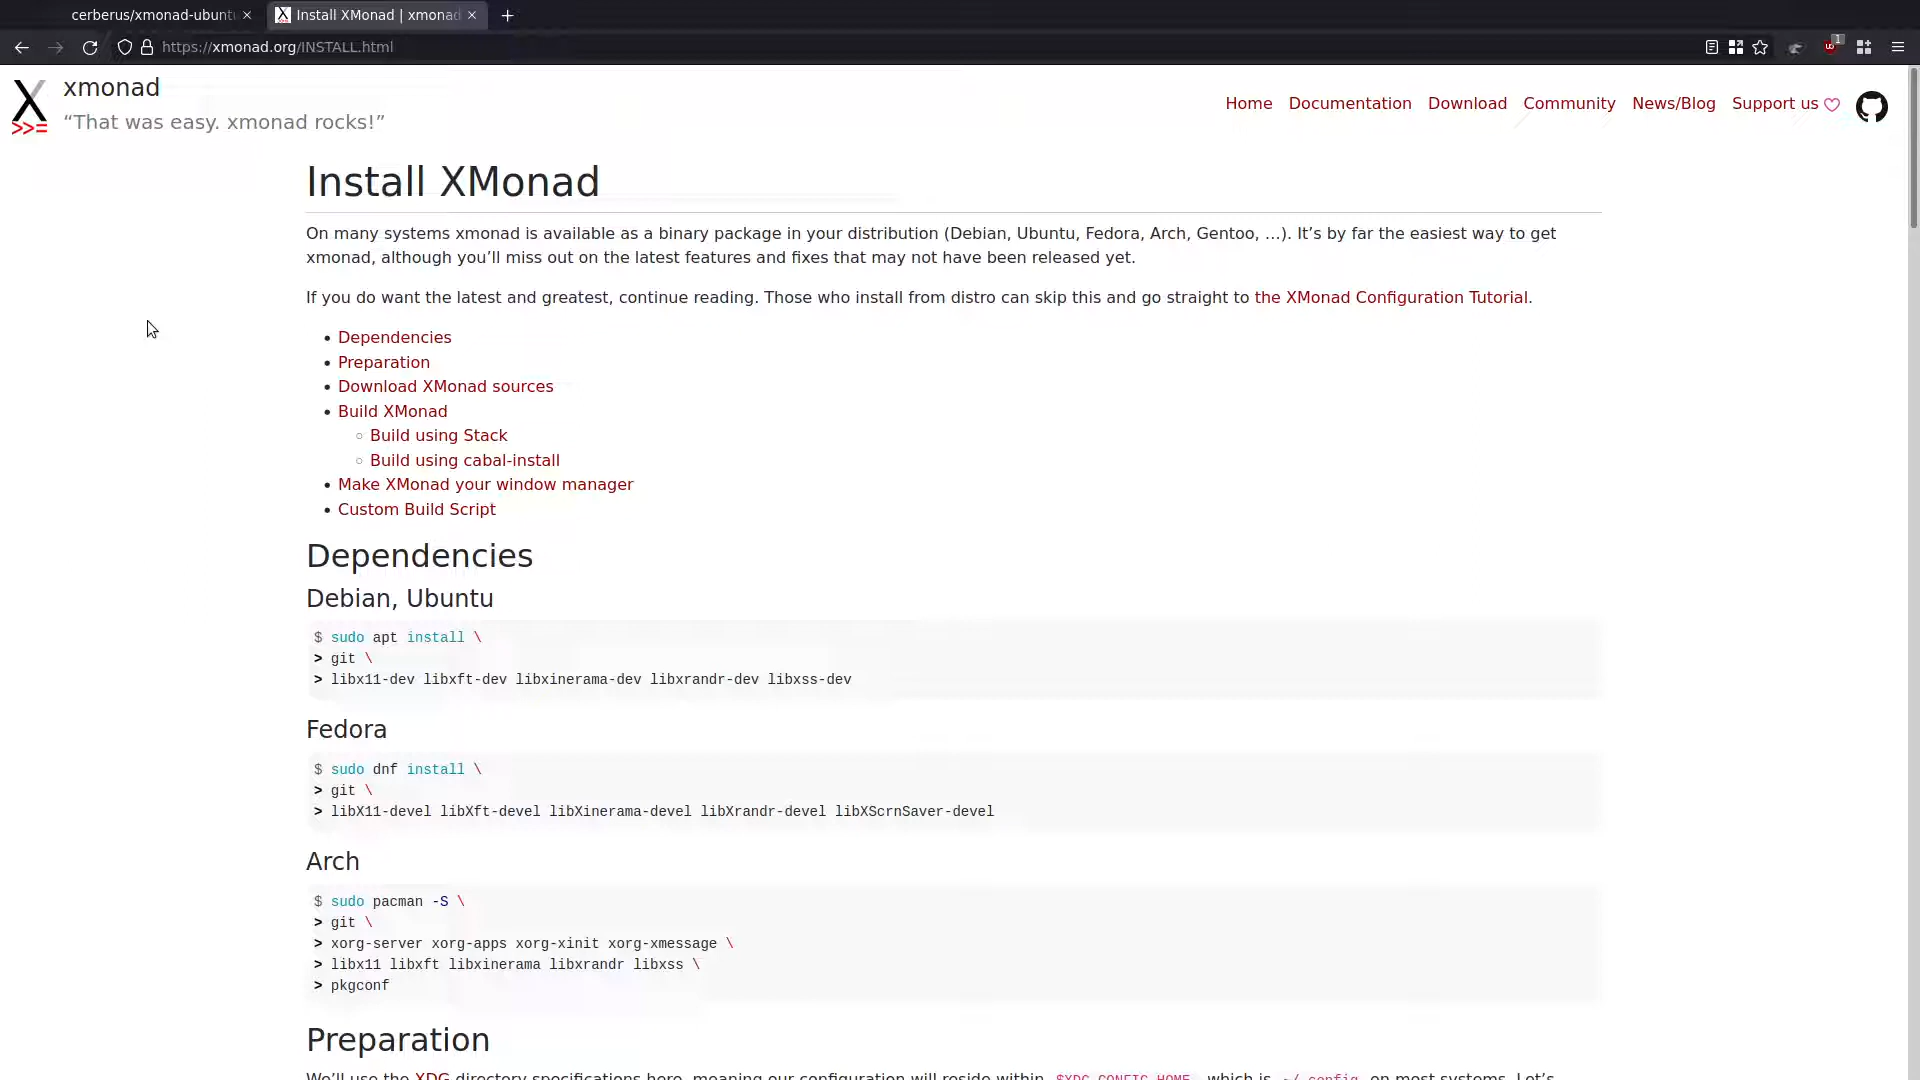 cerberus/xmonad-ubunt
Install XMonad | xmonad
https://xmonad.org/INSTALL.html
1
xmonad
“That was easy. xmonad rocks!”
Home Documentation Download Community News/Blog Support us
Install XMonad
On many systems xmonad is available as a binary package in your distribution (Debian, Ubuntu, Fedora, Arch, Gentoo, …). It’s by far the easiest way to get
xmonad, although you’ll miss out on the latest features and fixes that may not have been released yet.
If you do want the latest and greatest, continue reading. Those who install from distro can skip this and go straight to the XMonad Configuration Tutorial.
• Dependencies
• Preparation
• Download XMonad sources
• Build XMonad
◦ Build using Stack
◦ Build using cabal-install
• Make XMonad your window manager
• Custom Build Script
Dependencies
Debian, Ubuntu
$ sudo apt install \
> git \
> libx11-dev libxft-dev libxinerama-dev libxrandr-dev libxss-dev
Fedora
$ sudo dnf install \
> git \
> libX11-devel libXft-devel libXinerama-devel libXrandr-devel libXScrnSaver-devel
Arch
$ sudo pacman -S \
> git \
> xorg-server xorg-apps xorg-xinit xorg-xmessage \
> libx11 libxft libxinerama libxrandr libxss \
> pkgconf
Preparation
We’ll use the XDG directory specifications here, meaning our configuration will reside within $XDG_CONFIG_HOME, which is ~/.config on most systems. Let’s